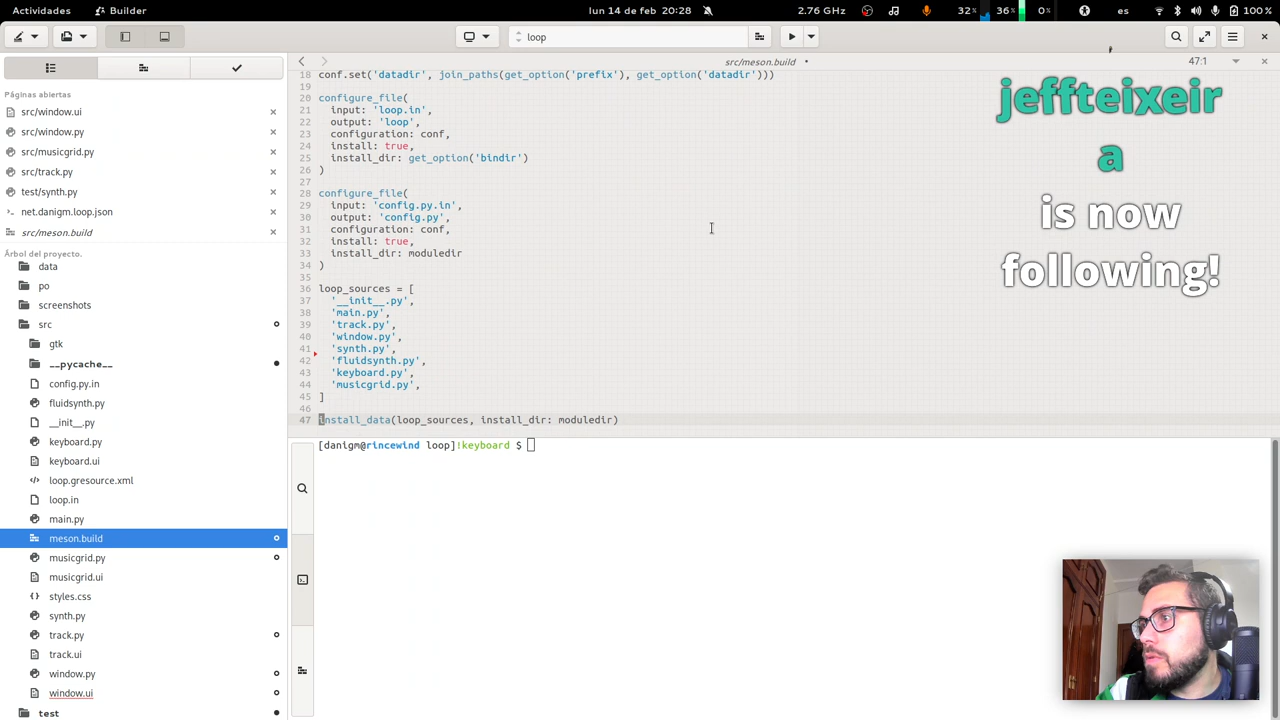 Actividades
Builder
lun 14 de feb 20:28
2.76 GHz
32%
36%
0%
es
100 %
loop
src/meson.build
47:1
Páginas abiertas
src/window.ui
src/window.py
src/musicgrid.py
src/track.py
test/synth.py
net.danigm.loop.json
src/meson.build
Árbol del proyecto.
data
po
screenshots
src
gtk
__pycache__
config.py.in
fluidsynth.py
__init__.py
keyboard.py
keyboard.ui
loop.gresource.xml
loop.in
main.py
meson.build
musicgrid.py
musicgrid.ui
styles.css
synth.py
track.py
track.ui
window.py
window.ui
test
18 conf.set('datadir', join_paths(get_option('prefix'), get_option('datadir')))
19
20 configure_file(
21 input: 'loop.in',
22 output: 'loop',
23 configuration: conf,
24 install: true,
25 install_dir: get_option('bindir')
26 )
27
28 configure_file(
29 input: 'config.py.in',
30 output: 'config.py',
31 configuration: conf,
32 install: true,
33 install_dir: moduledir
34 )
35
36 loop_sources = [
37 '__init__.py',
38 'main.py',
39 'track.py',
40 'window.py',
41 'synth.py',
42 'fluidsynth.py',
43 'keyboard.py',
44 'musicgrid.py',
45 ]
46
47 install_data(loop_sources, install_dir: moduledir)
[danigm@rincewind loop]!keyboard $
jeffteixeir
a
is now
following!